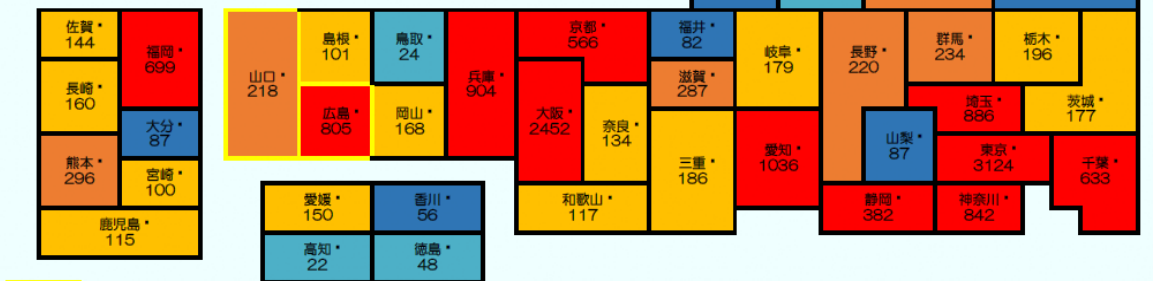 佐賀・
144
福岡・
699
長崎・
160
大分・
87
熊本・
296
宮崎・
100
鹿児島・
115
山口・
218
島根・
101
鳥取・
24
広島・
805
岡山・
168
兵庫・
904
京都・
566
大阪・
2452
奈良・
134
和歌山・
117
福井・
82
滋賀・
287
三重・
186
岐阜・
179
愛知・
1036
長野・
220
群馬・
234
栃木・
196
埼玉・
886
茨城・
177
山梨・
87
東京・
3124
千葉・
633
静岡・
382
神奈川・
842
愛媛・
150
香川・
56
高知・
22
徳島・
48